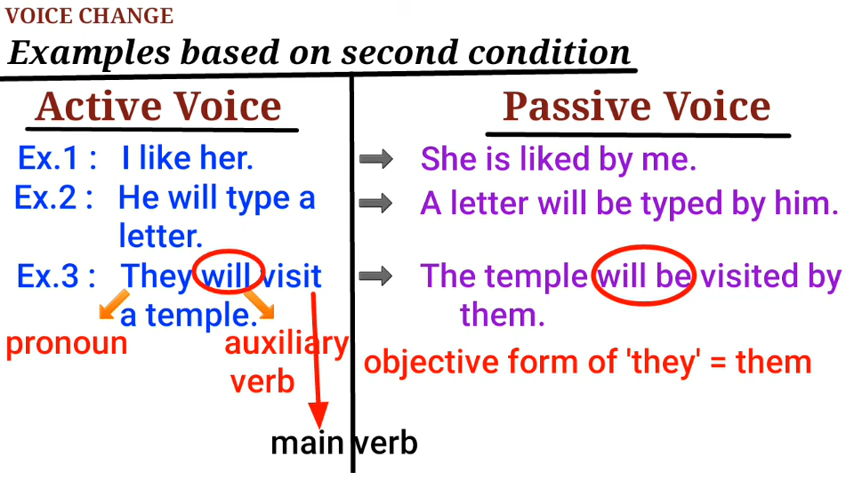 VOICE CHANGE
Examples based on second condition
Active Voice
Passive Voice
Ex.1 : I like her.
She is liked by me.
Ex.2 : He will type a
letter.
A letter will be typed by him.
Ex.3 : They will visit
a temple.
The temple will be visited by
them.
pronoun
auxiliary
verb
objective form of 'they' = them
main verb